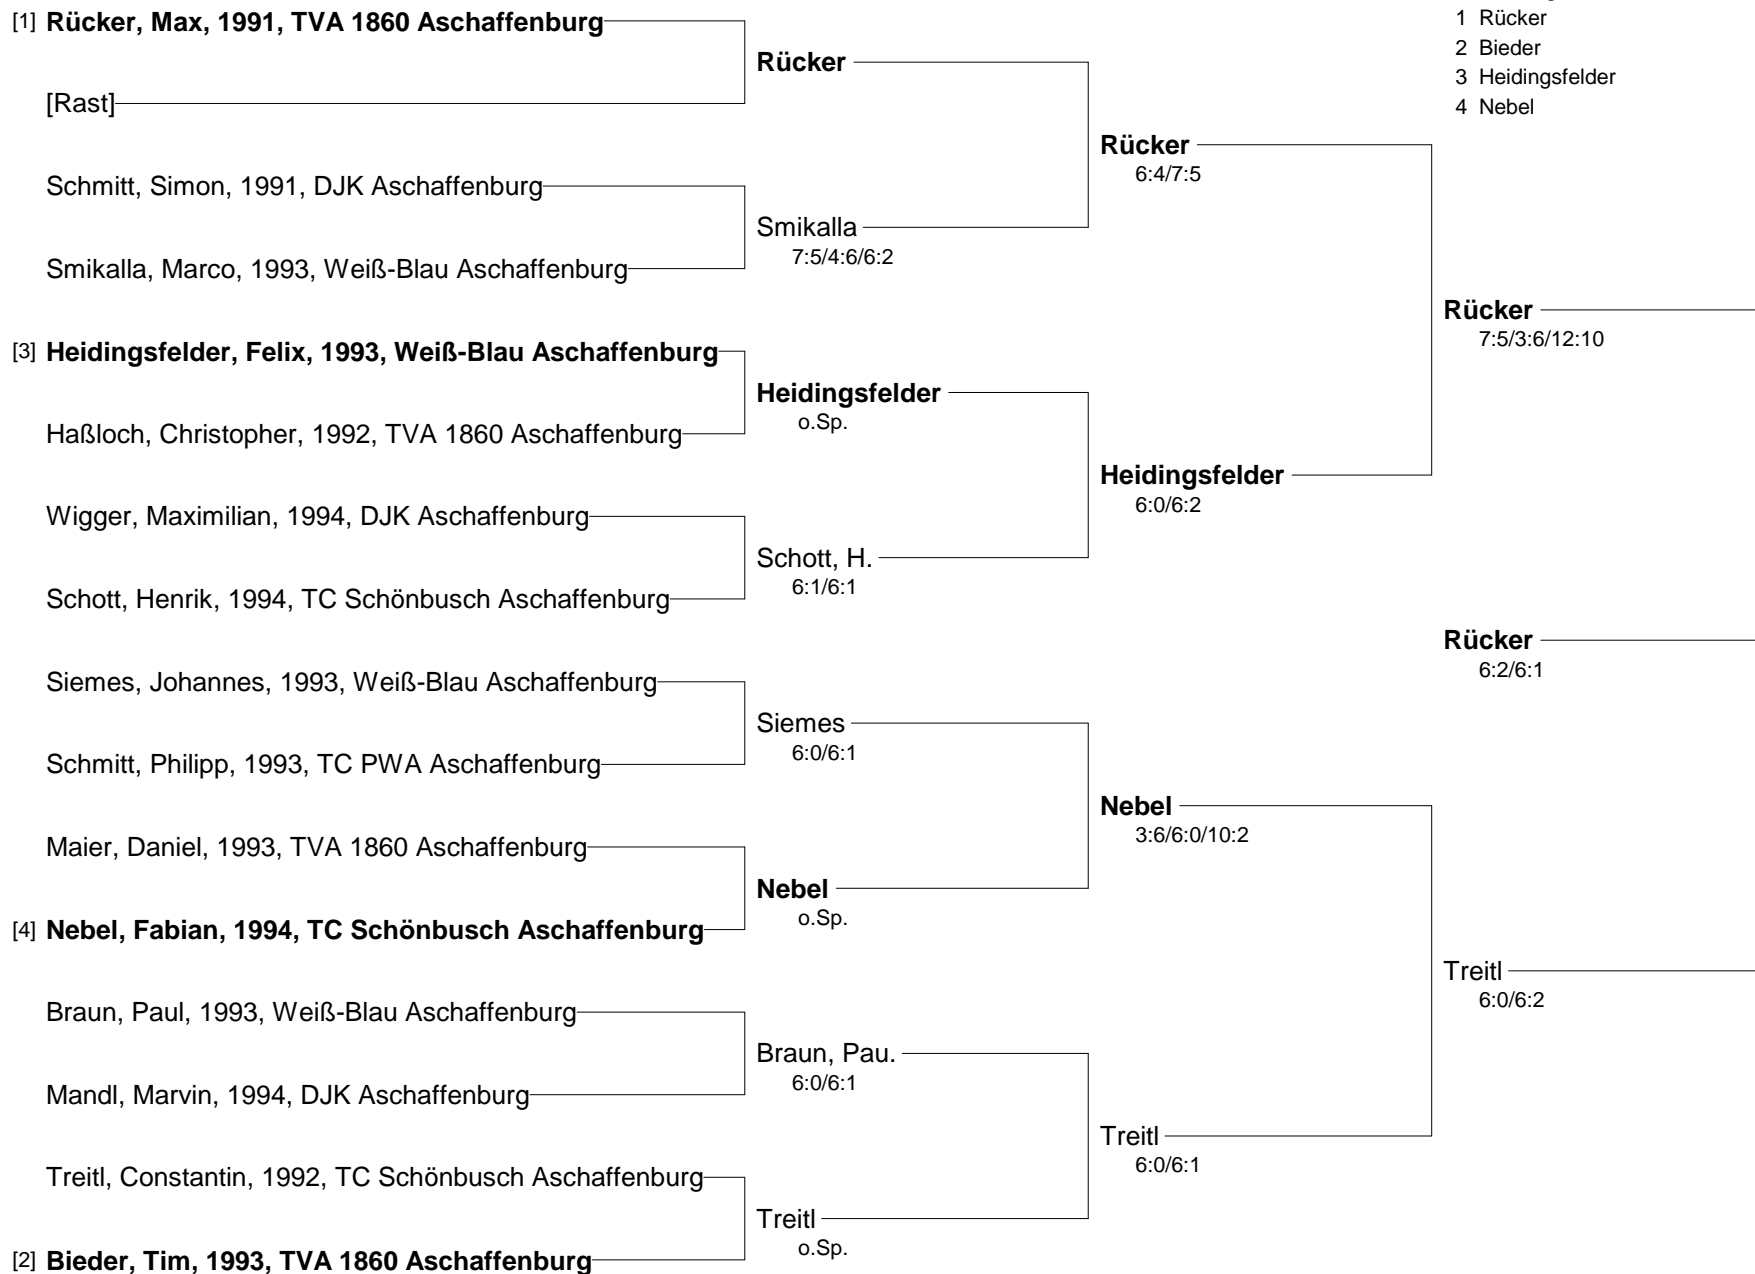 [1] Rücker, Max, 1991, TVA 1860 Aschaffenburg
1 Rücker
2 Bieder
3 Heidingsfelder
4 Nebel
Rücker
[Rast]
Rücker
6:4/7:5
Schmitt, Simon, 1991, DJK Aschaffenburg
Smikalla
7:5/4:6/6:2
Smikalla, Marco, 1993, Weiß-Blau Aschaffenburg
Rücker
7:5/3:6/12:10
[3] Heidingsfelder, Felix, 1993, Weiß-Blau Aschaffenburg
Heidingsfelder
o.Sp.
Haßloch, Christopher, 1992, TVA 1860 Aschaffenburg
Heidingsfelder
6:0/6:2
Wigger, Maximilian, 1994, DJK Aschaffenburg
Schott, H.
6:1/6:1
Schott, Henrik, 1994, TC Schönbusch Aschaffenburg
Rücker
6:2/6:1
Siemes, Johannes, 1993, Weiß-Blau Aschaffenburg
Siemes
6:0/6:1
Schmitt, Philipp, 1993, TC PWA Aschaffenburg
Nebel
3:6/6:0/10:2
Maier, Daniel, 1993, TVA 1860 Aschaffenburg
Nebel
o.Sp.
[4] Nebel, Fabian, 1994, TC Schönbusch Aschaffenburg
Treitl
6:0/6:2
Braun, Paul, 1993, Weiß-Blau Aschaffenburg
Braun, Pau.
6:0/6:1
Mandl, Marvin, 1994, DJK Aschaffenburg
Treitl
6:0/6:1
Treitl, Constantin, 1992, TC Schönbusch Aschaffenburg
Treitl
o.Sp.
[2] Bieder, Tim, 1993, TVA 1860 Aschaffenburg